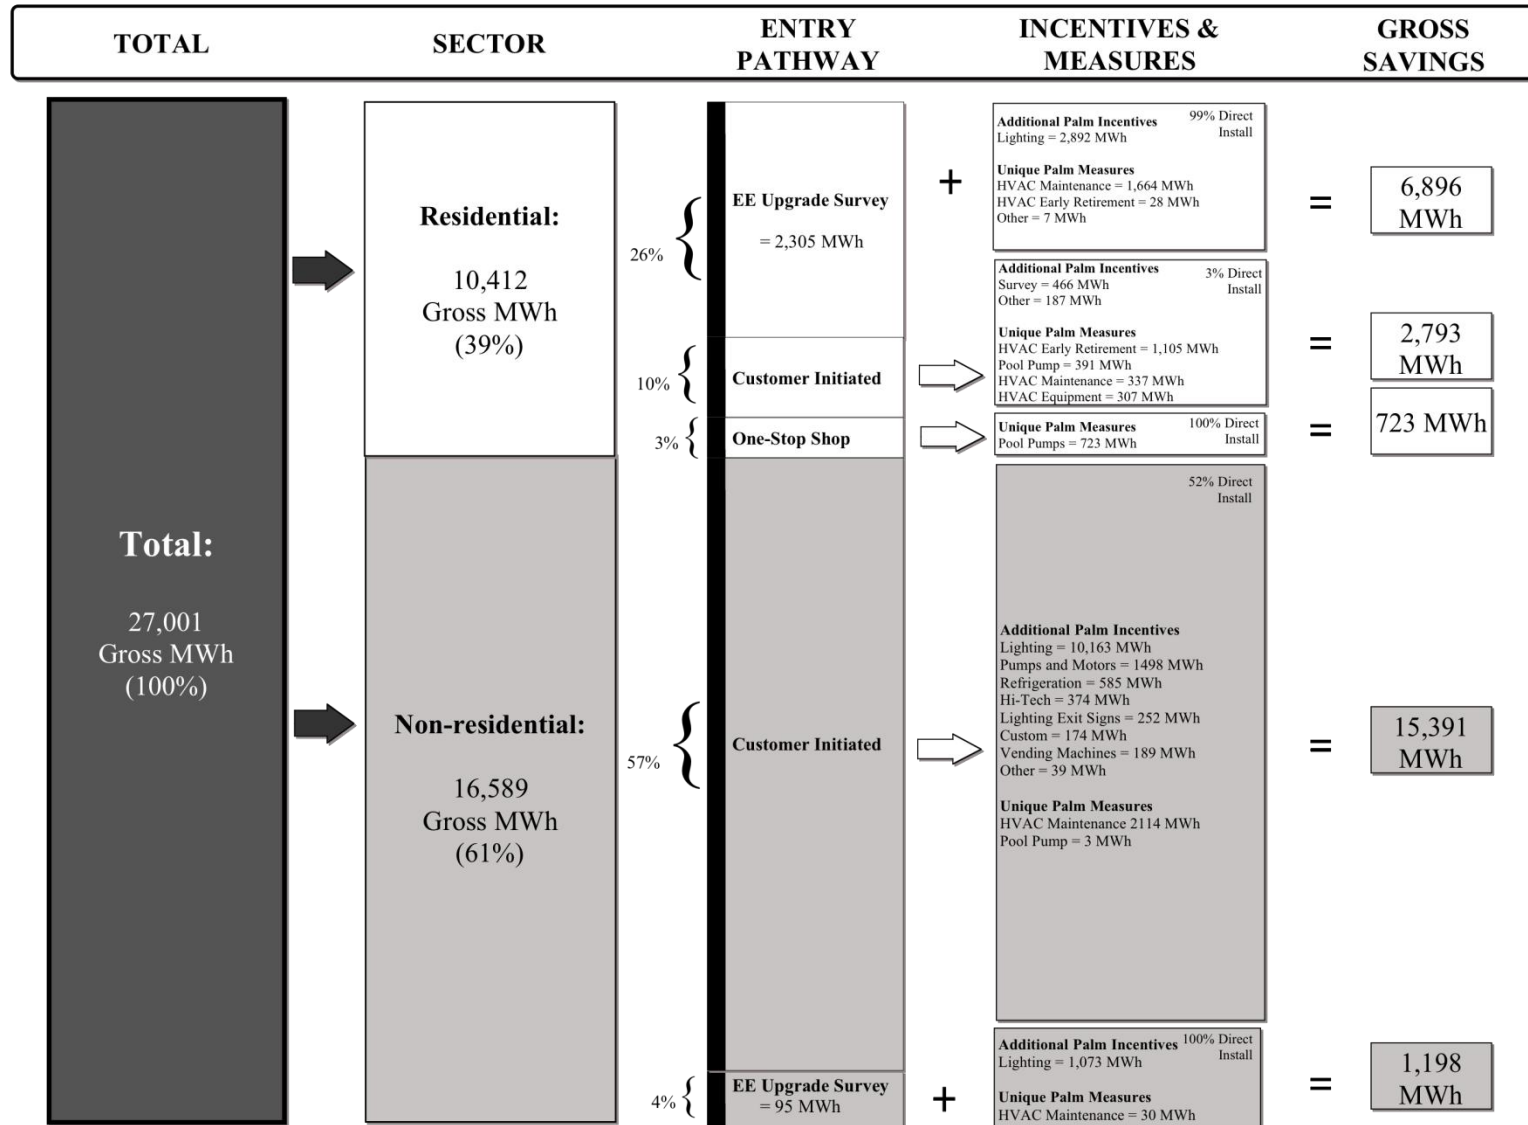 TOTAL
SECTOR
ENTRY
PATHWAY
INCENTIVES &
MEASURES
GROSS
SAVINGS
Total:
27,001
Gross MWh
(100%)
Residential:
10,412
Gross MWh
(39%)
26%
EE Upgrade Survey
= 2,305 MWh
+
Additional Palm Incentives
99% Direct
Install
Lighting = 2,892 MWh
Unique Palm Measures
HVAC Maintenance = 1,664 MWh
HVAC Early Retirement = 28 MWh
Other = 7 MWh
=
6,896
MWh
10%
Customer Initiated
Additional Palm Incentives
3% Direct
Install
Survey = 466 MWh
Other = 187 MWh
Unique Palm Measures
HVAC Early Retirement = 1,105 MWh
Pool Pump = 391 MWh
HVAC Maintenance = 337 MWh
HVAC Equipment = 307 MWh
=
2,793
MWh
3%
One-Stop Shop
Unique Palm Measures
100% Direct
Install
Pool Pumps = 723 MWh
=
723 MWh
Non-residential:
16,589
Gross MWh
(61%)
57%
Customer Initiated
52% Direct
Install
Additional Palm Incentives
Lighting = 10,163 MWh
Pumps and Motors = 1498 MWh
Refrigeration = 585 MWh
Hi-Tech = 374 MWh
Lighting Exit Signs = 252 MWh
Custom = 174 MWh
Vending Machines = 189 MWh
Other = 39 MWh
Unique Palm Measures
HVAC Maintenance 2114 MWh
Pool Pump = 3 MWh
=
15,391
MWh
4%
EE Upgrade Survey
= 95 MWh
+
Additional Palm Incentives
100% Direct
Install
Lighting = 1,073 MWh
Unique Palm Measures
HVAC Maintenance = 30 MWh
=
1,198
MWh